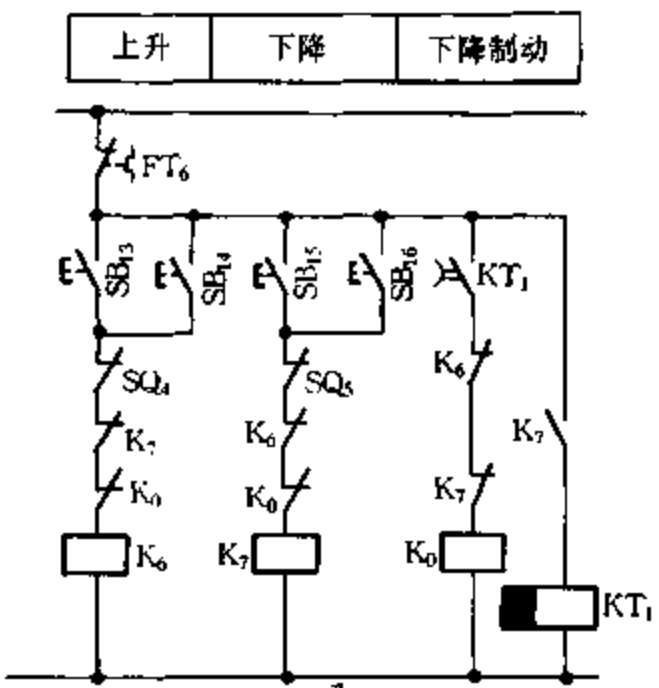 上升 下降 下降制动
FT₆
SB₁₃ SB₁₄ SB₁₅ SB₁₆ KT₁
SQ₄ SQ₅ K₆
K₇ K₆ K₇
K₀ K₀ K₇
K₆ K₇ K₀
KT₁